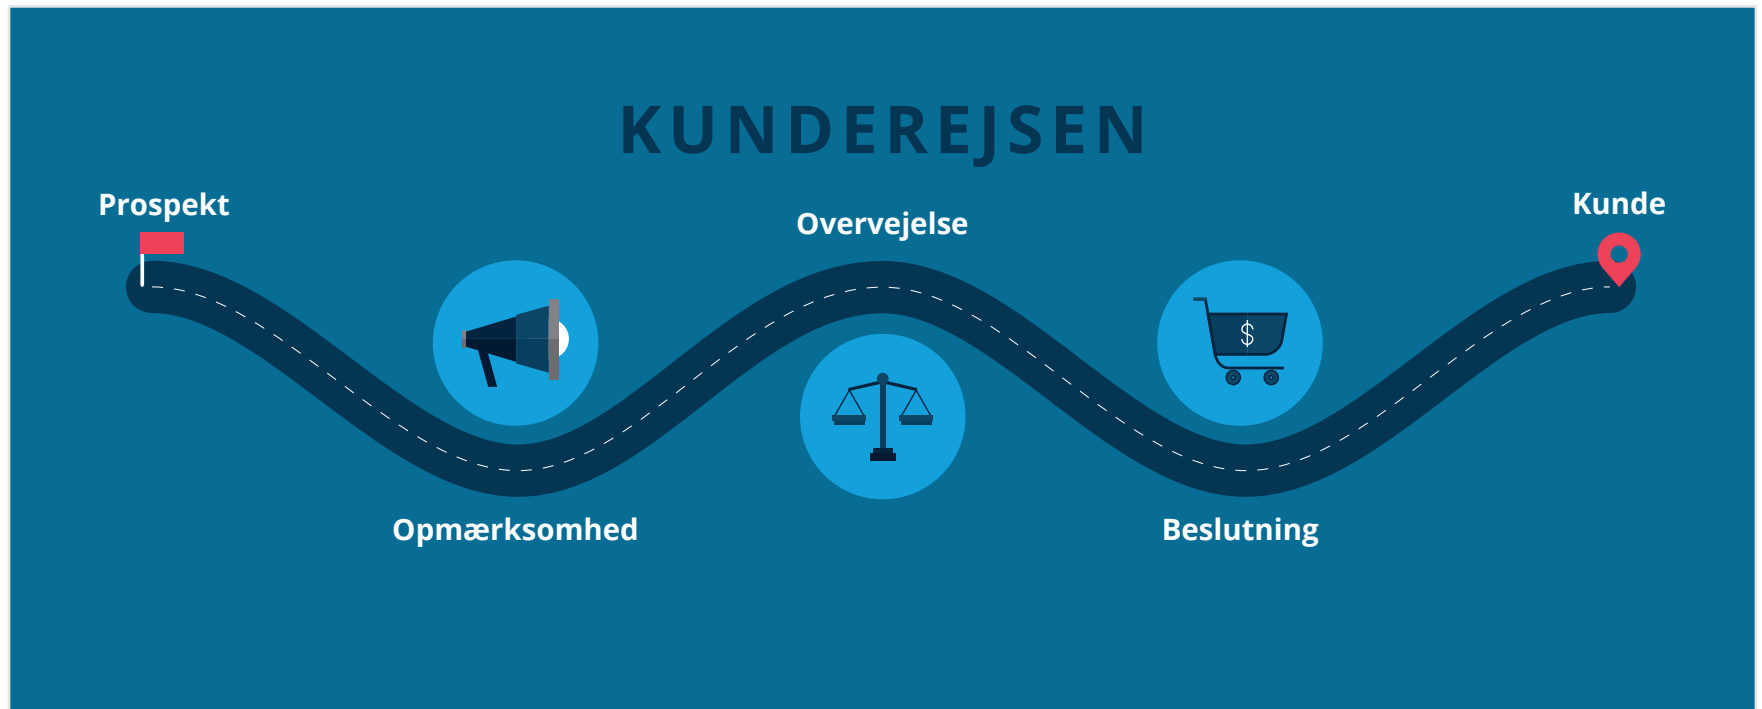 KUNDEREJSEN
Prospekt
Opmærksomhed
Overvejelse
Beslutning
Kunde
$